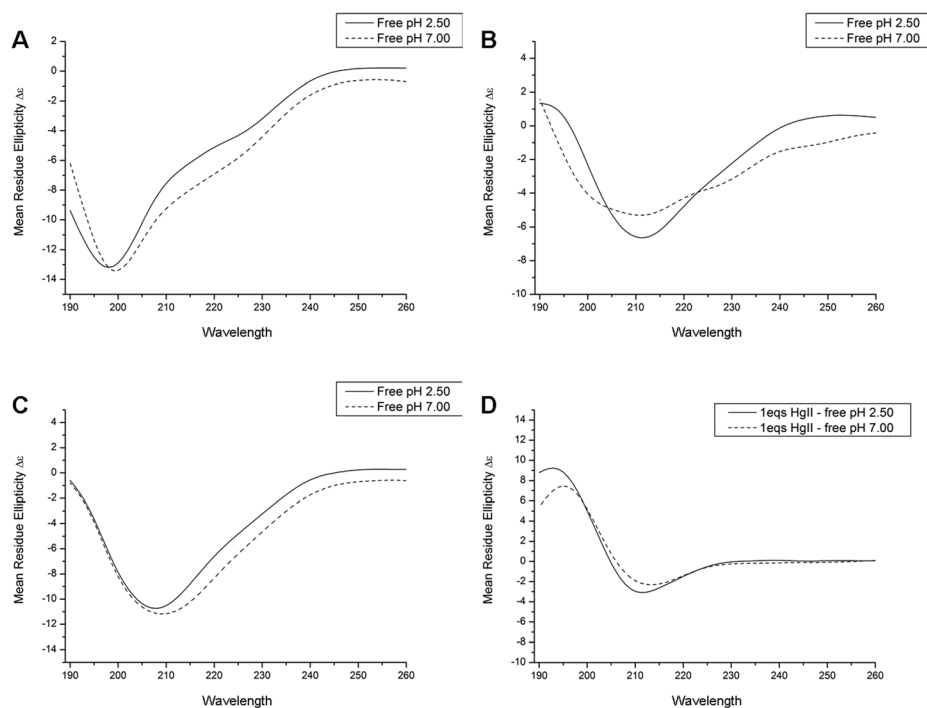 A
Free pH 2.50
Free pH 7.00
Mean Residue Ellipticity Δε
2
0
-2
-4
-6
-8
-10
-12
-14
190 200 210 220 230 240 250 260
Wavelength
B
Free pH 2.50
Free pH 7.00
Mean Residue Ellipticity Δε
4
2
0
-2
-4
-6
-8
-10
190 200 210 220 230 240 250 260
Wavelength
C
Free pH 2.50
Free pH 7.00
Mean Residue Ellipticity Δε
4
2
0
-2
-4
-6
-8
-10
-12
-14
190 200 210 220 230 240 250 260
Wavelength
D
1eqs HgII - free pH 2.50
1eqs HgII - free pH 7.00
Mean Residue Ellipticity Δε
14
12
10
8
6
4
2
0
-2
-4
-6
-8
-10
190 200 210 220 230 240 250 260
Wavelength